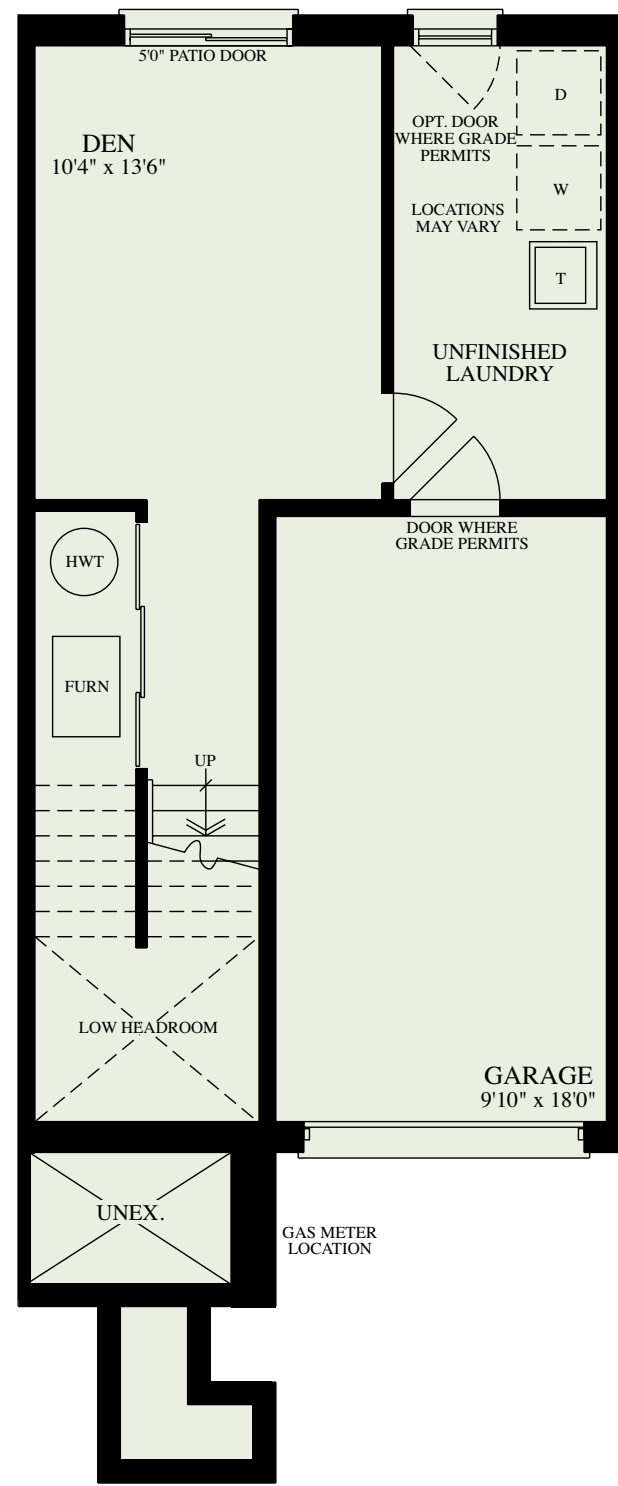 5'0" PATIO DOOR
DEN
10'4" x 13'6"
OPT. DOOR
WHERE GRADE
PERMITS
D
W
LOCATIONS
MAY VARY
T
UNFINISHED
LAUNDRY
DOOR WHERE
GRADE PERMITS
HWT
FURN
UP
LOW HEADROOM
GARAGE
9'10" x 18'0"
UNEX.
GAS METER
LOCATION